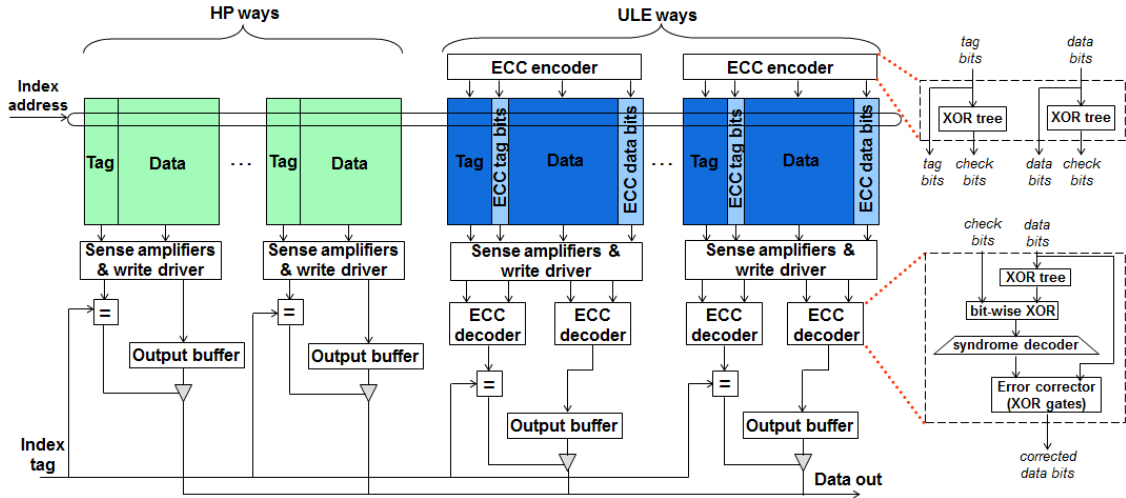 HP ways
ULE ways
Index
address
ECC encoder
ECC encoder
Tag
Data
...
Tag
Data
Tag
ECC tag bits
Data
ECC data bits
...
Tag
ECC tag bits
Data
ECC data bits
Sense amplifiers
& write driver
Sense amplifiers
& write driver
Sense amplifiers &
write driver
Sense amplifiers &
write driver
=
=
ECC
decoder
ECC
decoder
ECC
decoder
ECC
decoder
Output buffer
Output buffer
=
=
Output buffer
Output buffer
Index
tag
Data out
tag
bits
data
bits
XOR tree
XOR tree
tag
bits
check
bits
data
bits
check
bits
check
bits
data
bits
XOR tree
bit-wise XOR
syndrome decoder
Error corrector
(XOR gates)
corrected
data bits